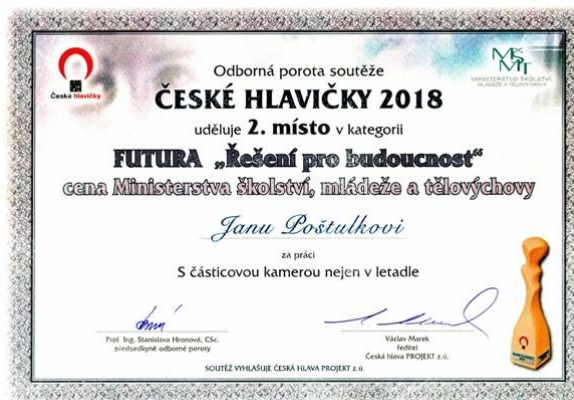 České hlavičky
MŠMT
MINISTERSTVO ŠKOLSTVÍ,
MLÁDEŽE A TĚLOVÝCHOVY
Odborná porota soutěže
ČESKÉ HLAVIČKY 2018
uděluje 2. místo v kategorii
FUTURA „Řešení pro budoucnost“
cena Ministerstva školství, mládeže a tělovýchovy
Janu Poštulkovi
za práci
S částicovou kamerou nejen v letadle
Prof. Ing. Stanislava Hronová, CSc.
předsedkyně odborné poroty
Václav Marek
ředitel
Česká hlava PROJEKT z.ú.
SOUTĚŽ VYHLAŠUJE ČESKÁ HLAVA PROJEKT z.ú.